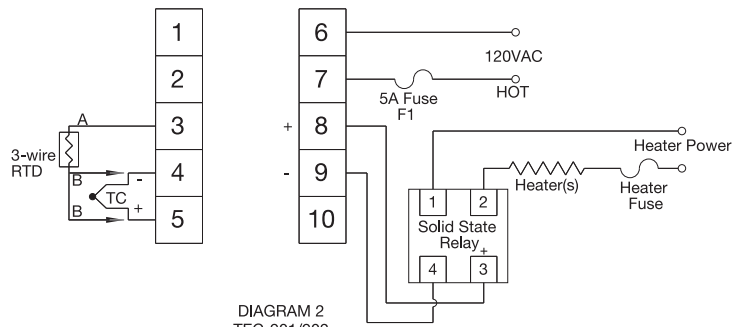 1
2
3
4
5
A
3-wire
RTD
B
-
TC
B
+
6
7
8
9
10
+
-
120VAC
HOT
5A Fuse
F1
Heater Power
Heater(s)
Heater
Fuse
1
2
Solid State
Relay
+
4
3
DIAGRAM 2